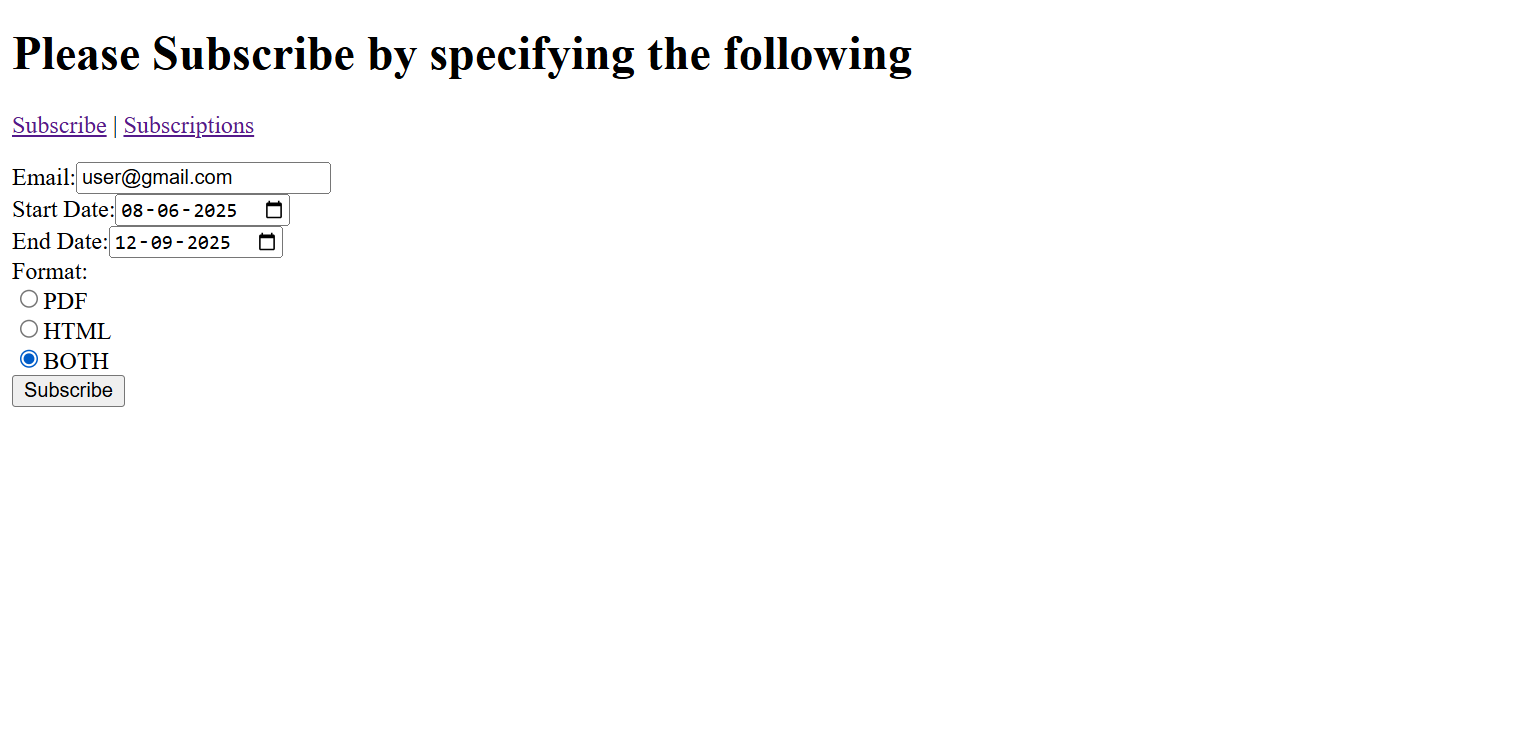 Please Subscribe by specifying the following
Subscribe | Subscriptions
Email: user@gmail.com
Start Date: 08-06-2025
End Date: 12-09-2025
Format:
PDF
HTML
BOTH
Subscribe